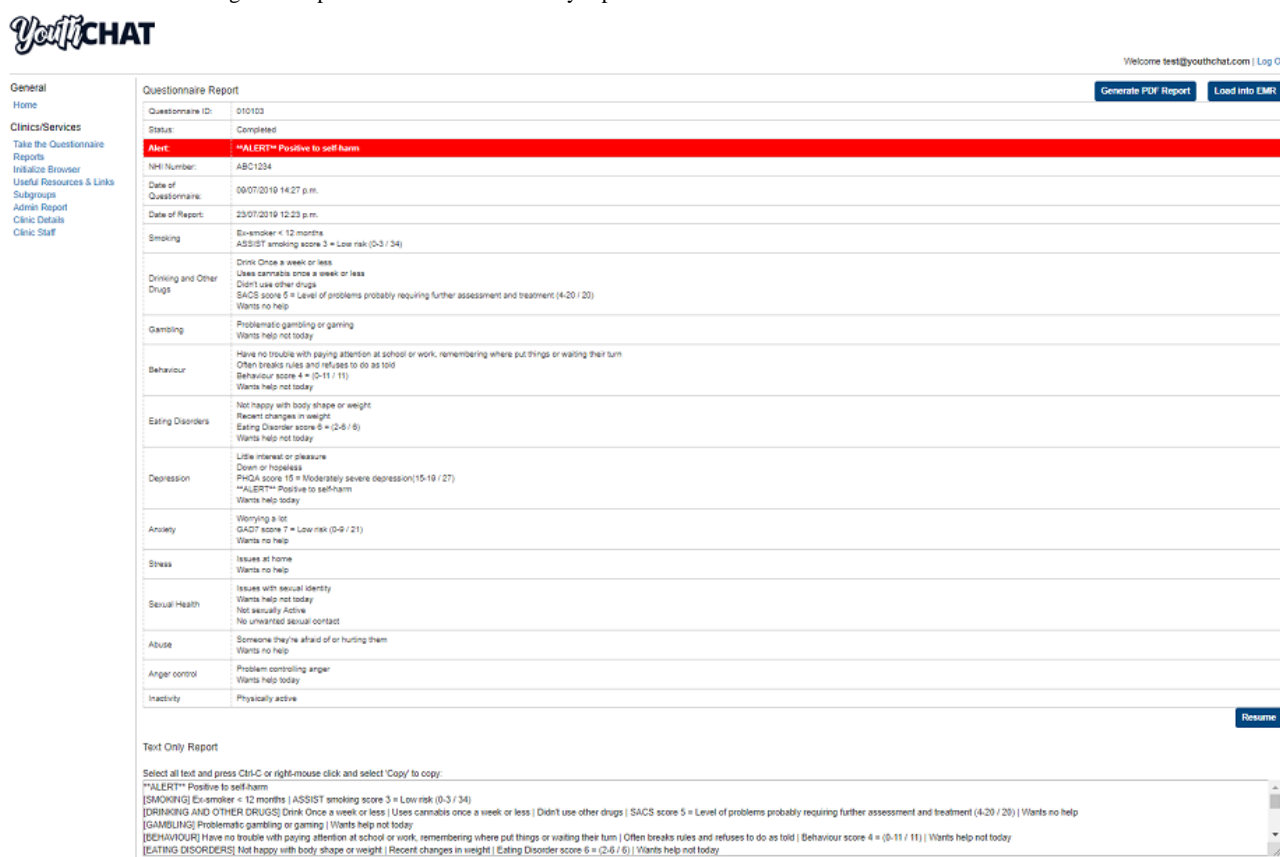 YouthCHAT
Welcome test@youthchat.com | Log O
General
Home
Clinics/Services
Take the Questionnaire
Reports
Initialize Browser
Useful Resources & Links
Subgroups
Admin Report
Clinic Details
Clinic Staff
Questionnaire Report
Generate PDF Report
Load into EMR
Questionnaire ID: 010103
Status: Completed
Alert: **ALERT** Positive to self-harm
NHI Number: ABC1234
Date of
Questionnaire: 09/07/2019 14:27 p.m.
Date of Report: 23/07/2019 12:23 p.m.
Smoking
Ex-smoker < 12 months
ASSIST smoking score 3 = Low risk (0-3 / 34)
Drinking and Other
Drugs
Drink Once a week or less
Uses cannabis once a week or less
Didn't use other drugs
SACS score 5 = Level of problems probably requiring further assessment and treatment (4-20 / 20)
Wants no help
Gambling
Problematic gambling or gaming
Wants help not today
Behaviour
Have no trouble with paying attention at school or work, remembering where put things or waiting their turn
Often breaks rules and refuses to do as told
Behaviour score 4 = (0-11 / 11)
Wants help not today
Eating Disorders
Not happy with body shape or weight
Recent changes in weight
Eating Disorder score 6 = (2-6 / 6)
Wants help not today
Depression
Little interest or pleasure
Down or hopeless
PHQA score 15 = Moderately severe depression(15-19 / 27)
**ALERT** Positive to self-harm
Wants help today
Anxiety
Worrying a lot
GAD7 score 7 = Low risk (0-9 / 21)
Wants no help
Stress
Issues at home
Wants no help
Sexual Health
Issues with sexual identity
Wants help not today
Not sexually Active
No unwanted sexual contact
Abuse
Someone they're afraid of or hurting them
Wants no help
Anger control
Problem controlling anger
Wants help today
Inactivity
Physically active
Resume
Text Only Report
Select all text and press Ctrl-C or right-mouse click and select 'Copy' to copy:
**ALERT** Positive to self-harm
[SMOKING] Ex-smoker < 12 months | ASSIST smoking score 3 = Low risk (0-3 / 34)
[DRINKING AND OTHER DRUGS] Drink Once a week or less | Uses cannabis once a week or less | Didn't use other drugs | SACS score 5 = Level of problems probably requiring further assessment and treatment (4-20 / 20) | Wants no help
[GAMBLING] Problematic gambling or gaming | Wants help not today
[BEHAVIOUR] Have no trouble with paying attention at school or work, remembering where put things or waiting their turn | Often breaks rules and refuses to do as told | Behaviour score 4 = (0-11 / 11) | Wants help not today
[EATING DISORDERS] Not happy with body shape or weight | Recent changes in weight | Eating Disorder score 6 = (2-6 / 6) | Wants help not today